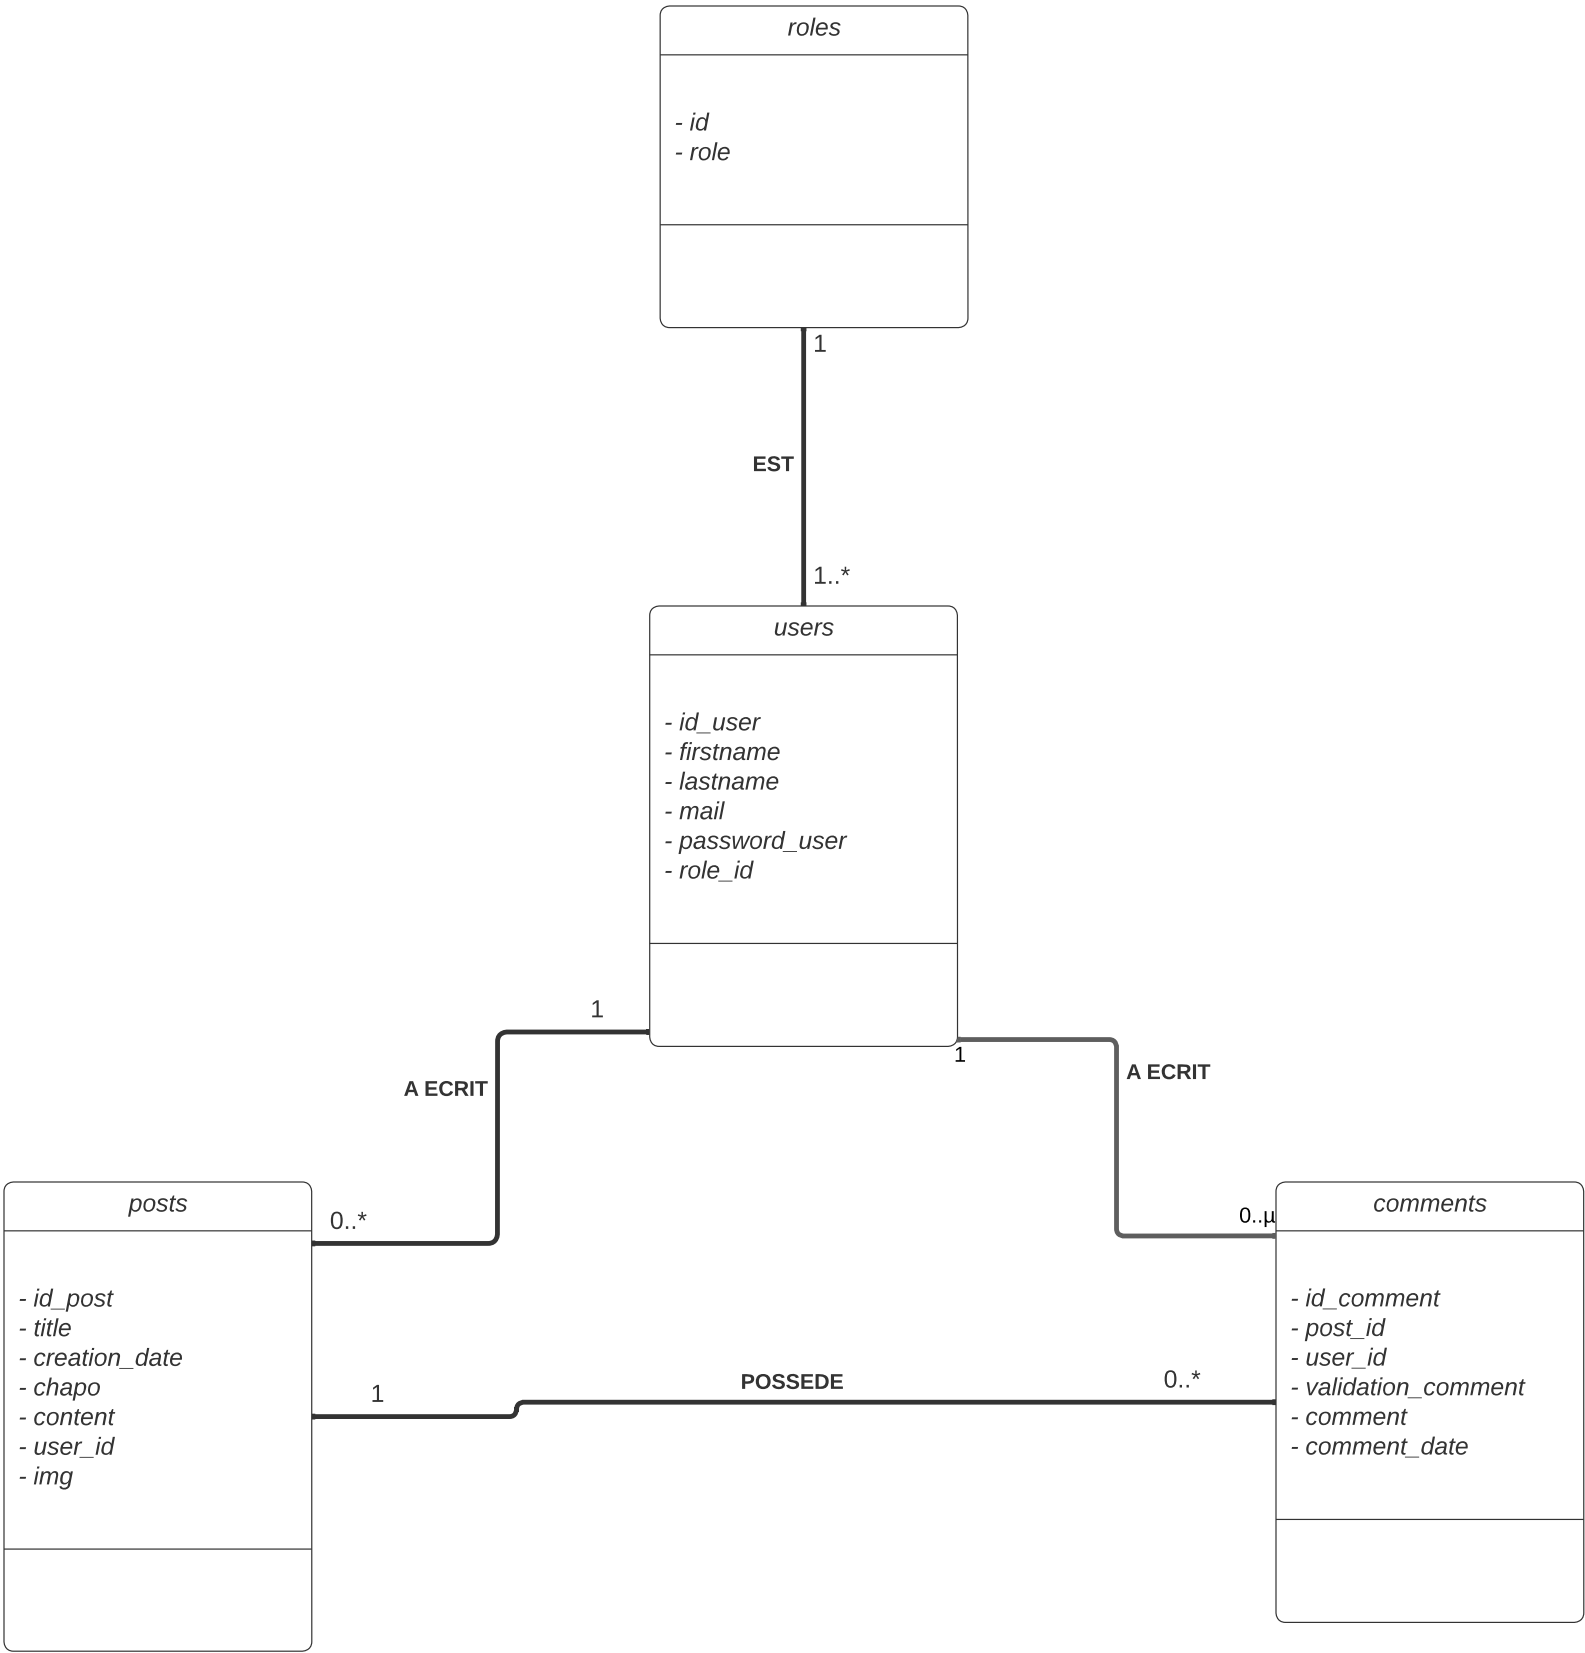 roles
- id
- role
1
EST
1..*
users
- id_user
- firstname
- lastname
- mail
- password_user
- role_id
1
1
A ECRIT
A ECRIT
posts
0..*
- id_post
- title
- creation_date
- chapo
- content
- user_id
- img
1
POSSEDE
0..*
0..µ
comments
- id_comment
- post_id
- user_id
- validation_comment
- comment
- comment_date